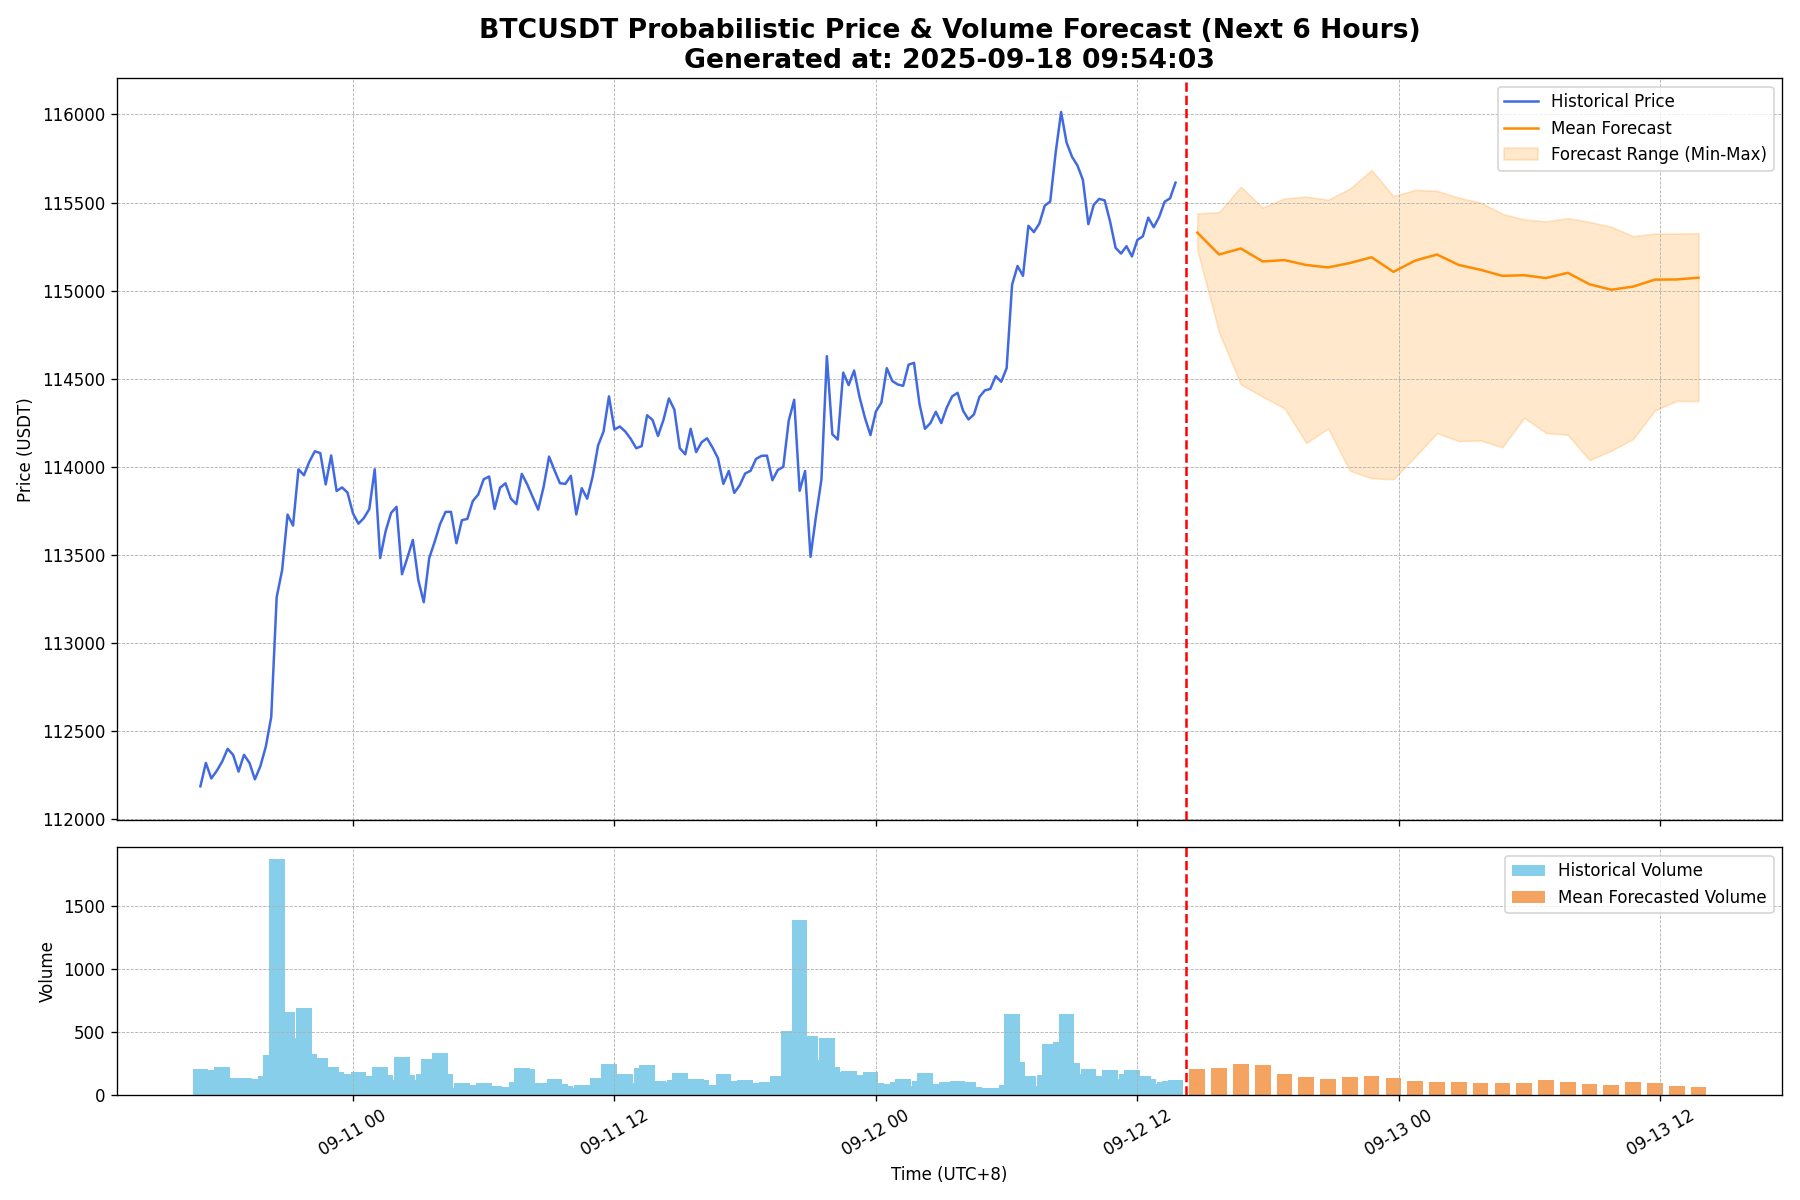 BTCUSDT Probabilistic Price & Volume Forecast (Next 6 Hours)
Generated at: 2025-09-18 09:54:03
Price (USDT)
116000
115500
115000
114500
114000
113500
113000
112500
112000
Historical Price
Mean Forecast
Forecast Range (Min-Max)
Volume
1500
1000
500
0
Historical Volume
Mean Forecasted Volume
09-11 00
09-11 12
09-12 00
09-12 12
09-13 00
09-13 12
Time (UTC+8)